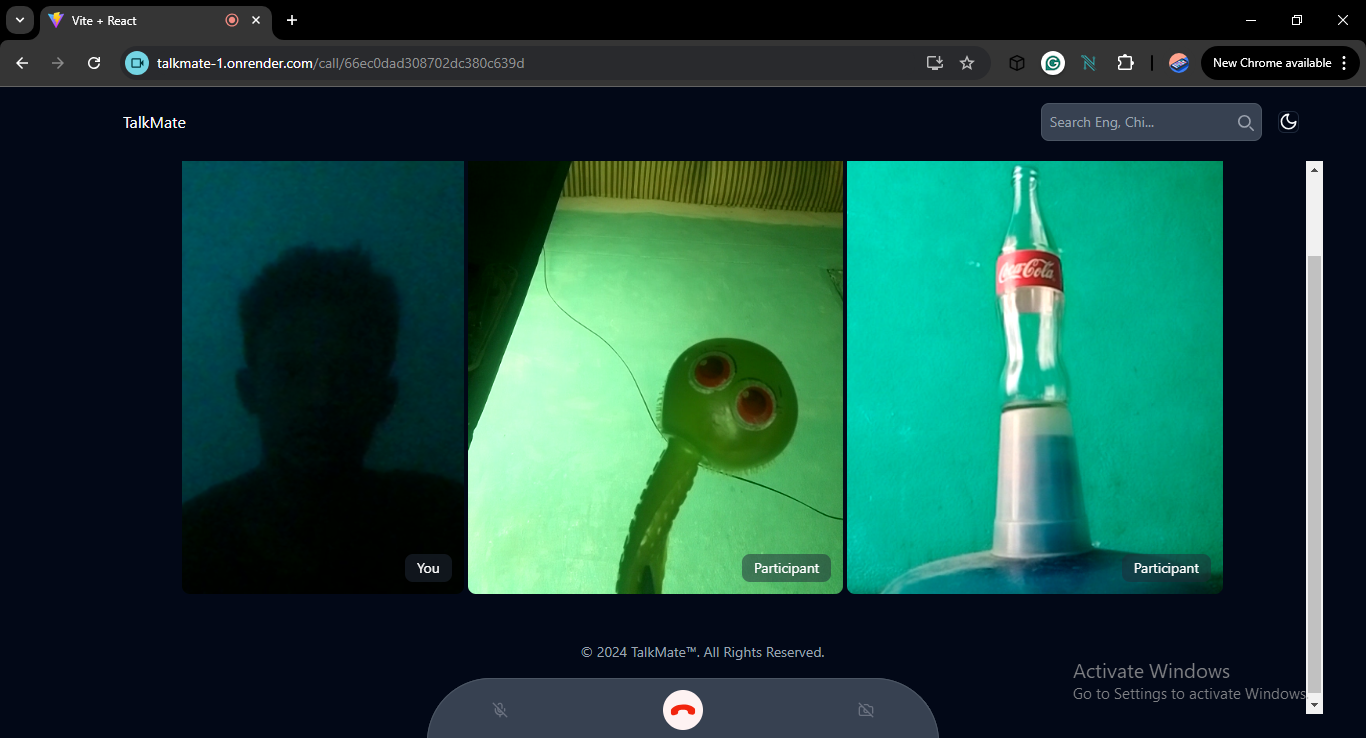 Vite + React
talkmate-1.onrender.com/call/66ec0dad308702dc380c639d
New Chrome available
TalkMate
Search Eng, Chi...
Coca-Cola
You
Participant
Participant
© 2024 TalkMate™. All Rights Reserved.
Activate Windows
Go to Settings to activate Windows